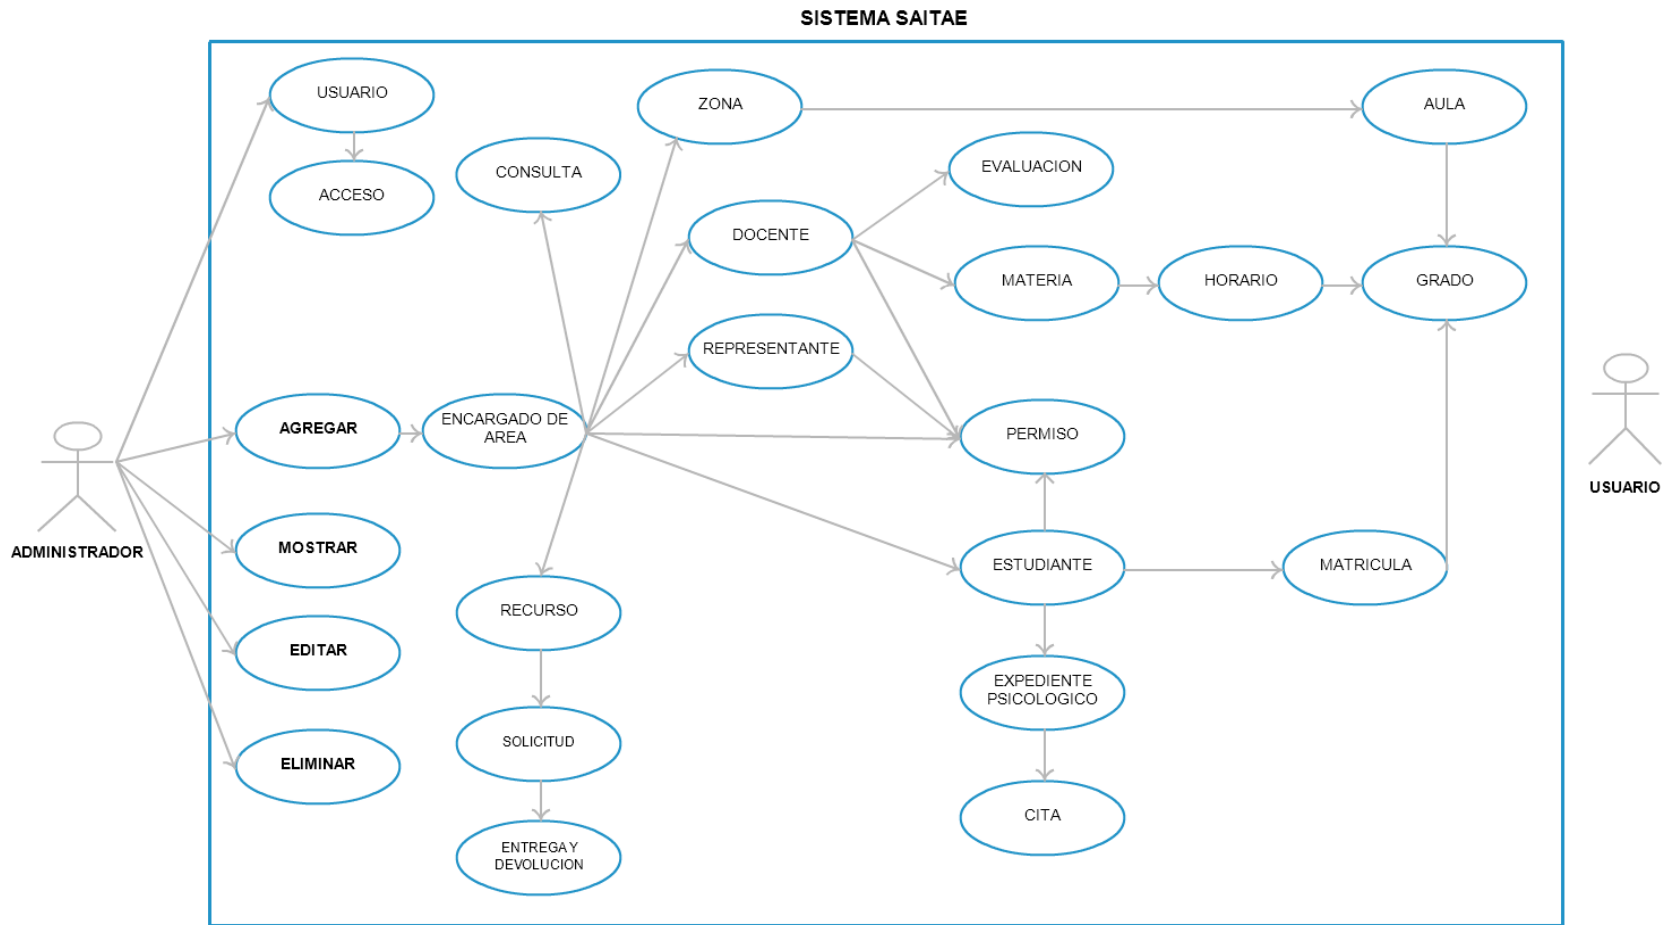 SISTEMA SAITAE
USUARIO
ACCESO
CONSULTA
ZONA
AULA
EVALUACION
DOCENTE
MATERIA
HORARIO
GRADO
REPRESENTANTE
AGREGAR
ENCARGADO DE
AREA
PERMISO
USUARIO
ADMINISTRADOR
MOSTRAR
ESTUDIANTE
MATRICULA
RECURSO
EDITAR
EXPEDIENTE
PSICOLOGICO
SOLICITUD
ELIMINAR
CITA
ENTREGA Y
DEVOLUCION